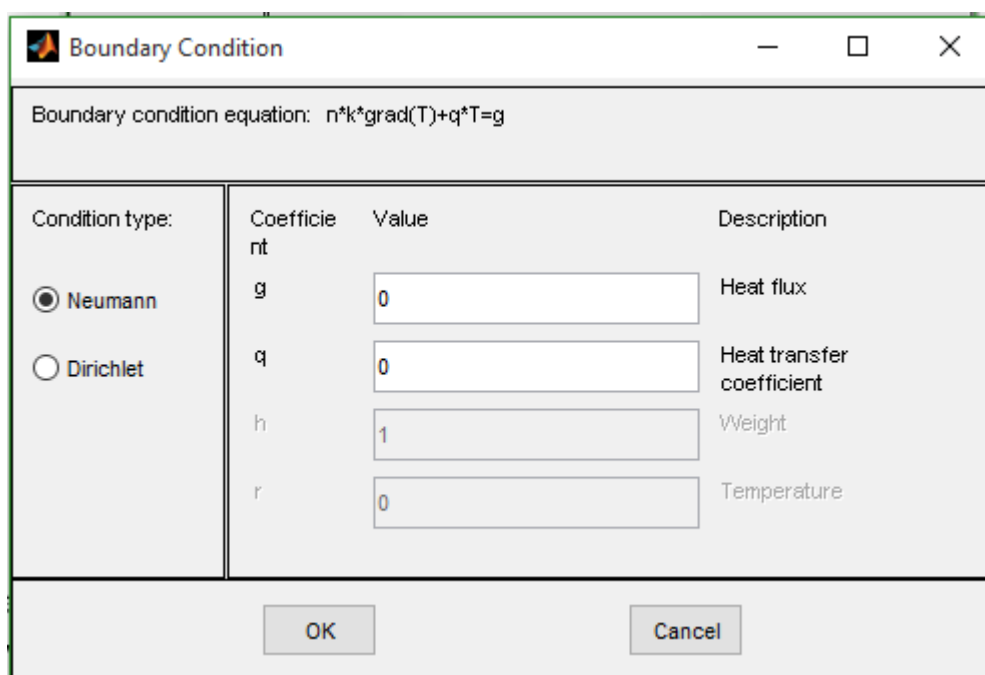 Boundary Condition
Boundary condition equation: n*k*grad(T)+q*T=g
Condition type:
Coefficie
nt
Value
Description
Neumann
g
0
Heat flux
Dirichlet
q
0
Heat transfer
coefficient
h
1
Weight
r
0
Temperature
OK
Cancel